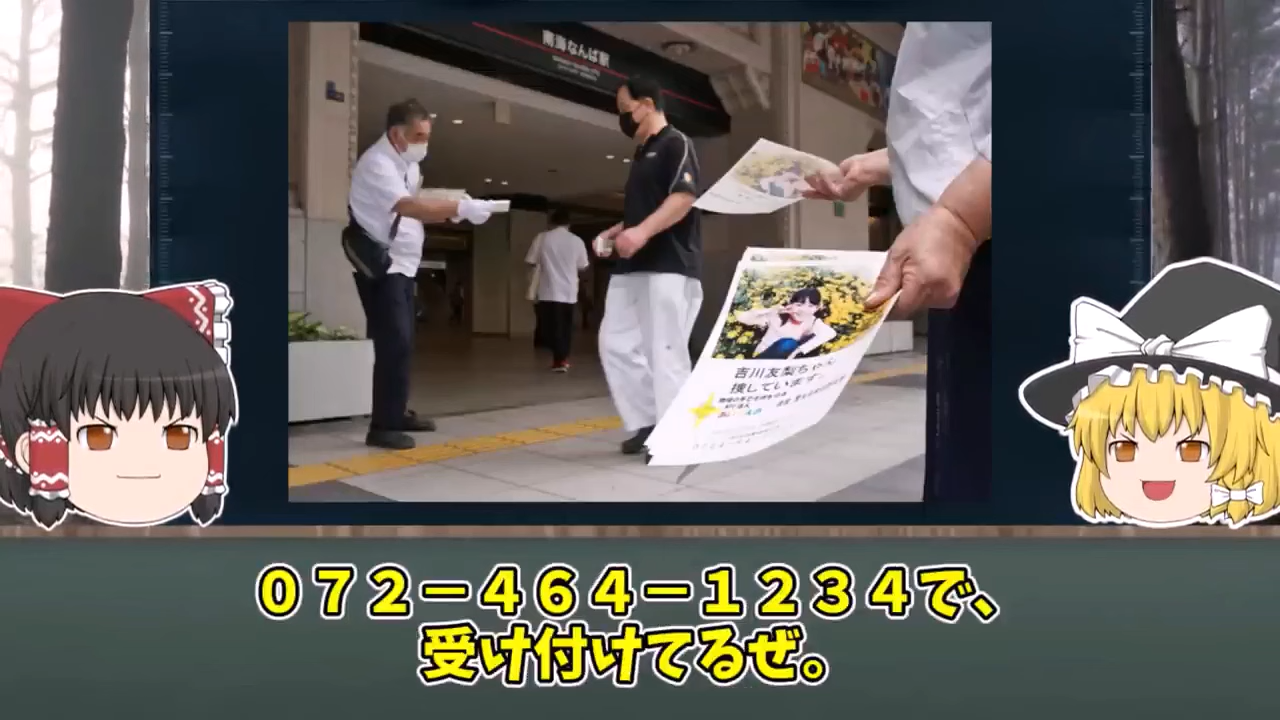 南海なんば駅
吉川友梨ちゃん
捜しています
０７２－４６４－１２３４で、
受け付けてるぜ。